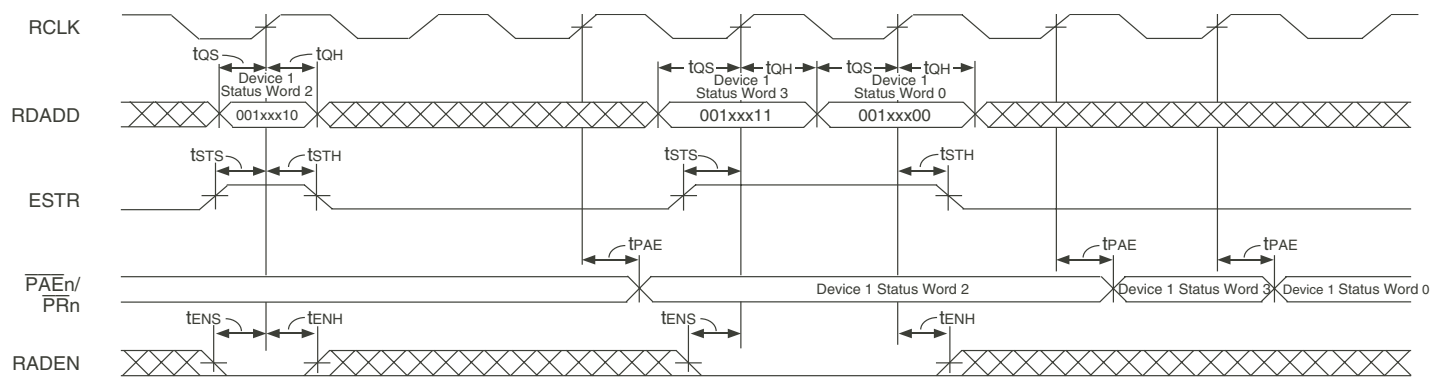 RCLK
tQS tQH tQS tQH tQS tQH
Device 1 Status Word 2
Device 1 Status Word 3
Device 1 Status Word 0
RDADD
001xxx10
001xxx11
001xxx00
tSTS tSTH tSTS tSTH
ESTR
tPAE tPAE tPAE
PAEn/
PRn
Device 1 Status Word 2
Device 1 Status Word 3
Device 1 Status Word 0
tENS tENH tENS tENH
RADEN